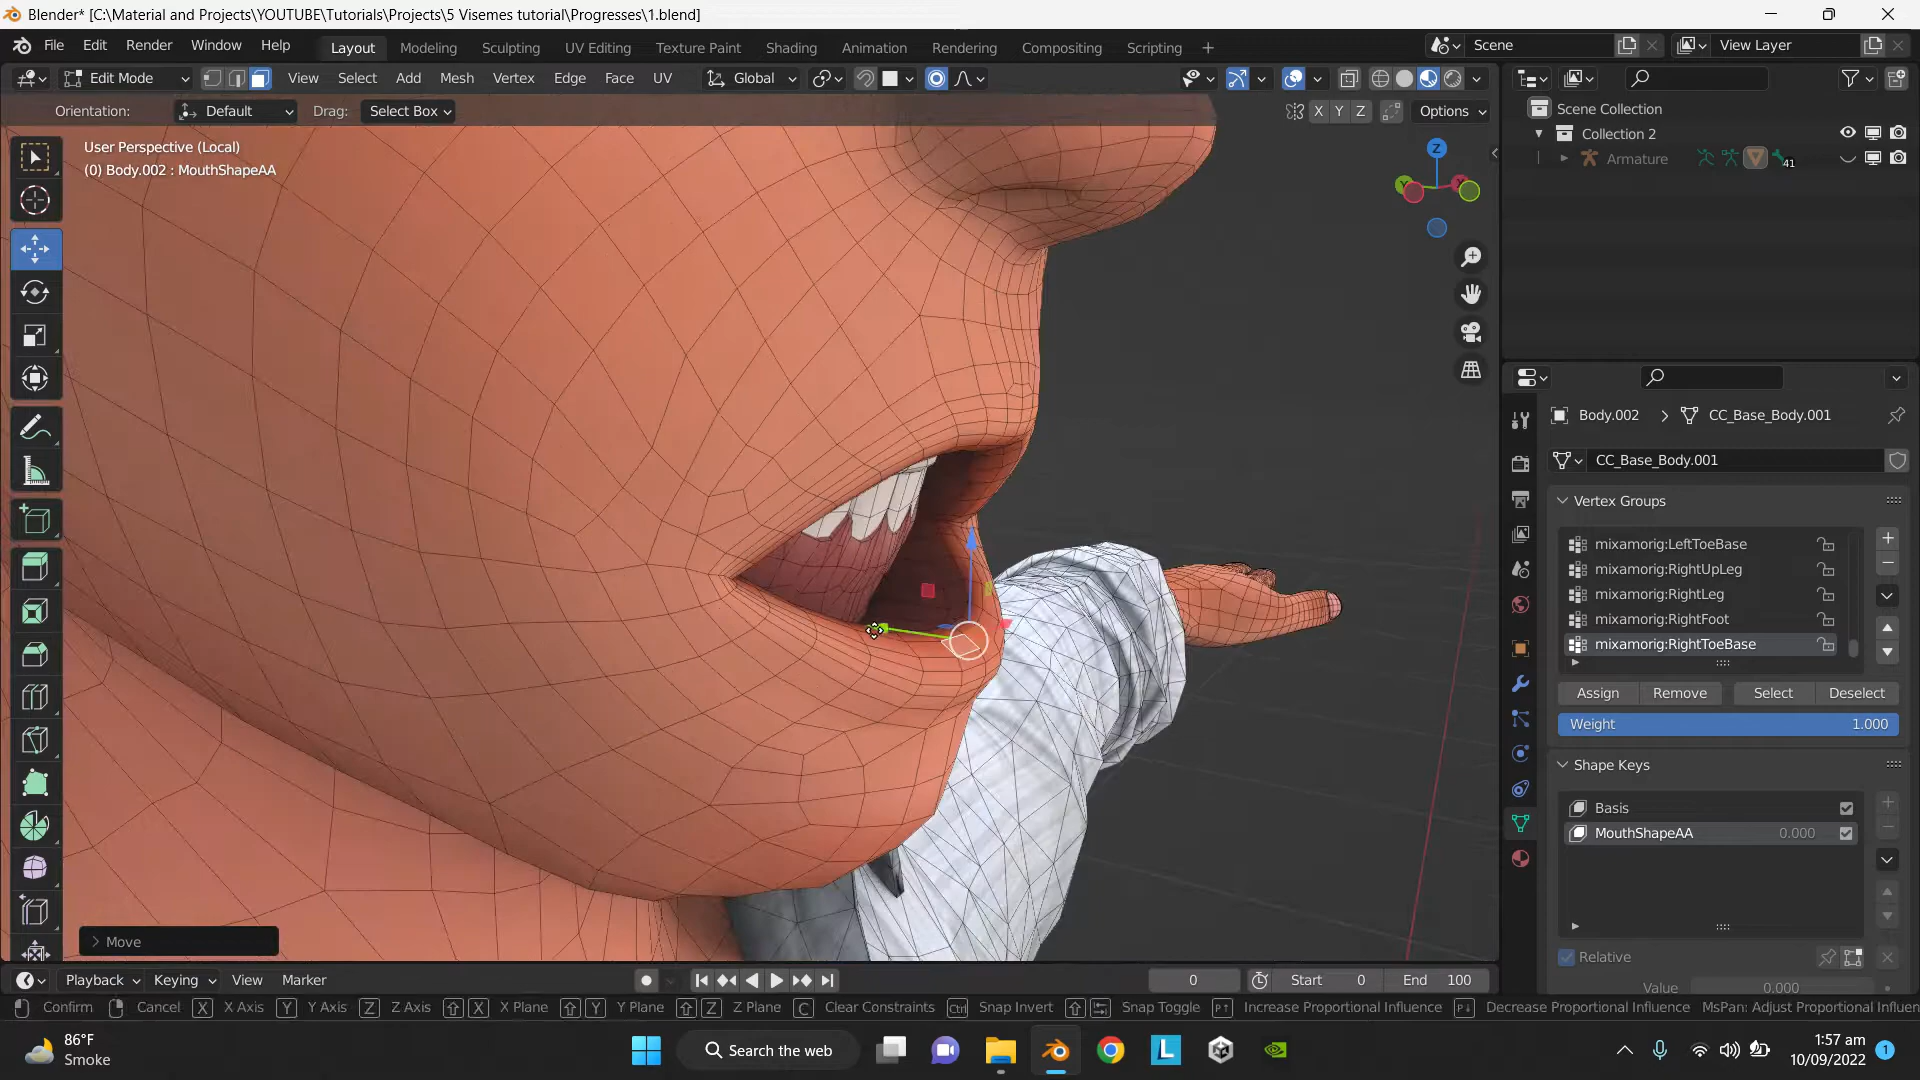 Blender* [C:\Material and Projects\YOUTUBE\Tutorials\Projects\5 Visemes tutorial\Progresses\1.blend]
File Edit Render Window Help Layout Modeling Sculpting UV Editing Texture Paint Shading Animation Rendering Compositing Scripting + Scene View Layer
Edit Mode View Select Add Mesh Vertex Edge Face UV Global
Orientation: Default Drag: Select Box X Y Z Options
Scene Collection
Collection 2
Armature 41
User Perspective (Local)
(0) Body.002 : MouthShapeAA
Z
Body.002 > CC_Base_Body.001
CC_Base_Body.001
Vertex Groups
mixamorig:LeftToeBase
mixamorig:RightUpLeg
mixamorig:RightLeg
mixamorig:RightFoot
mixamorig:RightToeBase
Assign Remove Select Deselect
Weight 1.000
Shape Keys
Basis
MouthShapeAA 0.000
Relative
Value 0.000
> Move
Playback Keying View Marker 0 Start 0 End 100
Confirm Cancel X X Axis Y Y Axis Z Z Axis X X Plane Y Y Plane Z Z Plane C Clear Constraints Ctrl Snap Invert Snap Toggle Increase Proportional Influence Decrease Proportional Influence MsPan: Adjust Proportional Influen
86°F
Smoke
Search the web
L
1:57 am
10/09/2022
1